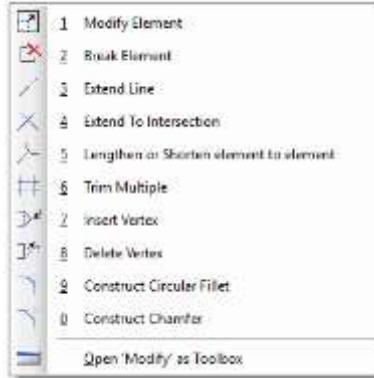 1 Modify Element
2 Break Element
3 Extend Line
4 Extend To Intersection
5 Lengthen or Shorten element to element
6 Trim Multiple
7 Insert Vertex
8 Delete Vertex
9 Construct Circular Fillet
0 Construct Chamfer
Open 'Modify' as Toolbox